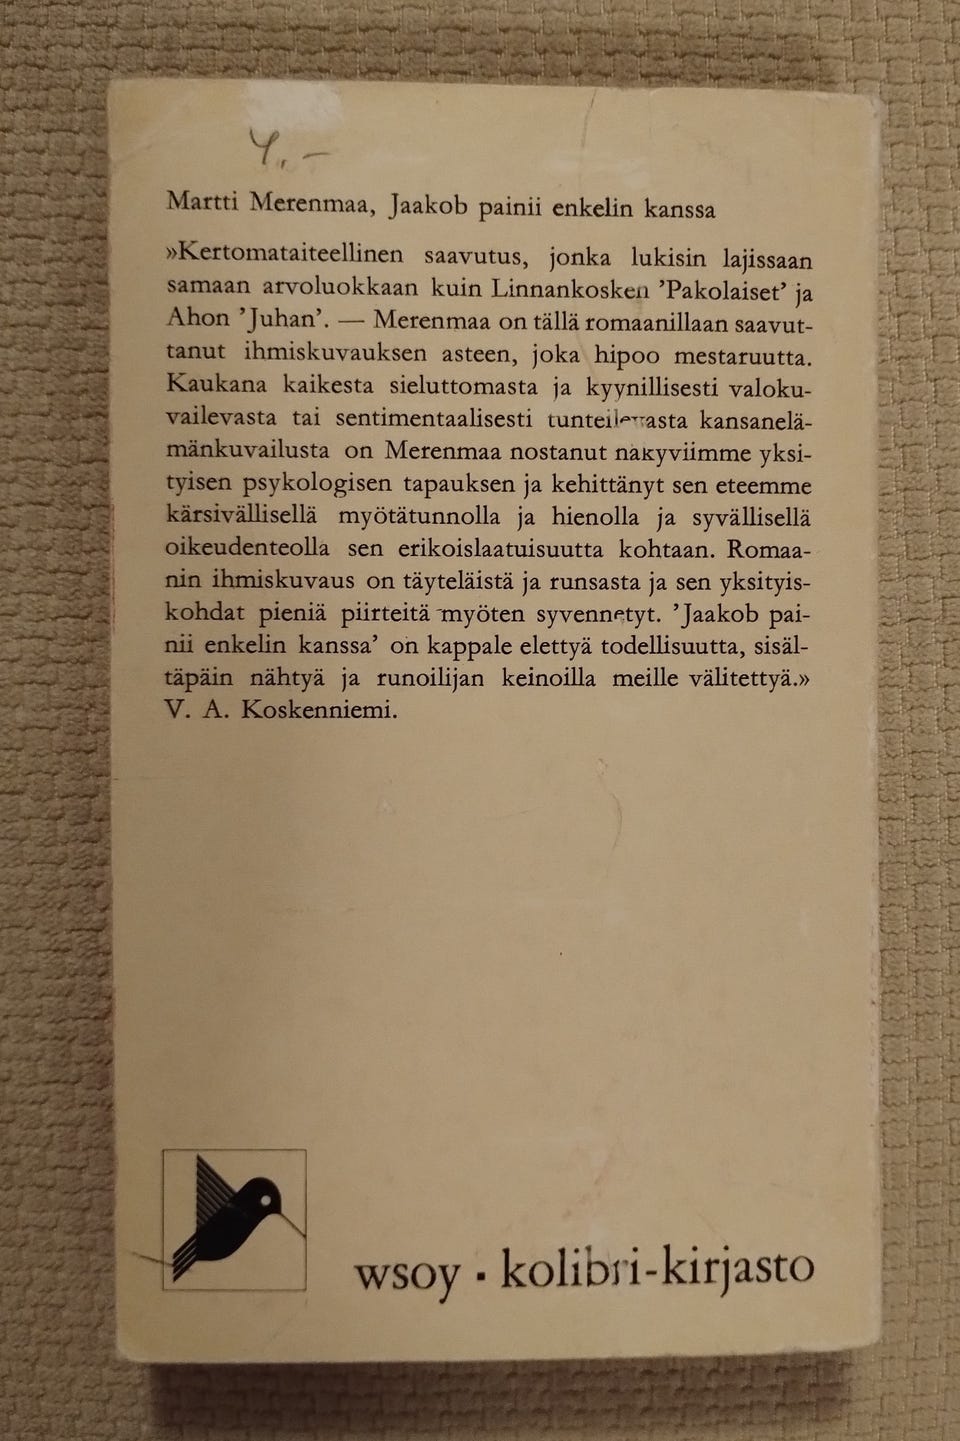 4.-
Martti Merenmaa, Jaakob painii enkelin kanssa
»Kertomataiteellinen saavutus, jonka lukisin lajissaan
samaan arvoluokkaan kuin Linnankosken ’Pakolaiset’ ja
Ahon ’Juhan’. — Merenmaa on tällä romaanillaan saavut-
tanut ihmiskuvauksen asteen, joka hipoo mestaruutta.
Kaukana kaikesta sieluttomasta ja kyynillisesti valoku-
vailevasta tai sentimentaalisesti tunteilevasta kansanelä-
mänkuvailusta on Merenmaa nostanut näkyviimme yksi-
tyisen psykologisen tapauksen ja kehittänyt sen eteemme
kärsivällisellä myötätunnolla ja hienolla ja syvällisellä
oikeudenteolla sen erikoislaatuisuutta kohtaan. Romaa-
nin ihmiskuvaus on täyteläistä ja runsasta ja sen yksityis-
kohdat pieniä piirteitä myöten syvennetyt. ’Jaakob pai-
nii enkelin kanssa’ on kappale elettyä todellisuutta, sisäl-
täpäin nähtyä ja runoilijan keinoilla meille välitettyä.»
V. A. Koskenniemi.
wsoy ▪ kolibri-kirjasto